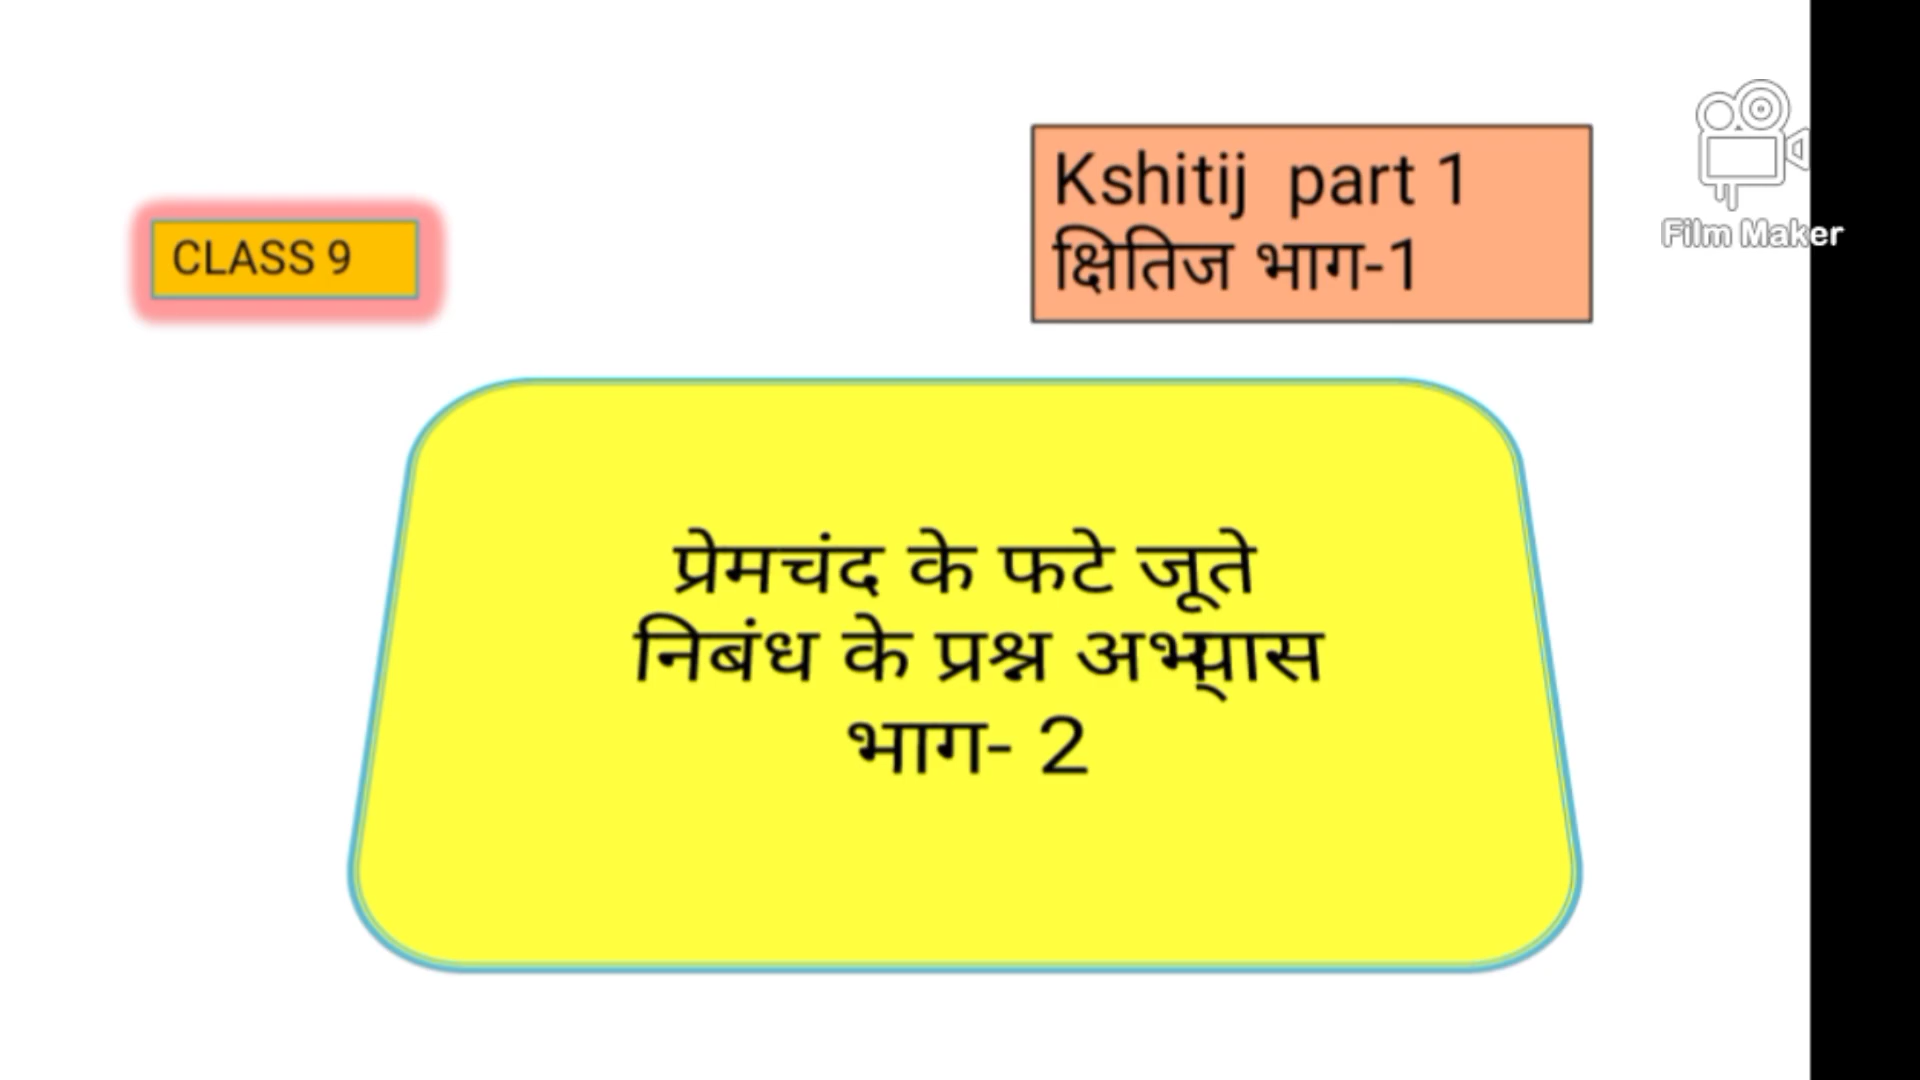 CLASS 9
Kshitij part 1
क्षितिज भाग-1
Film Maker
प्रेमचंद के फटे जूते
निबंध के प्रश्न अभ्यास
भाग- 2